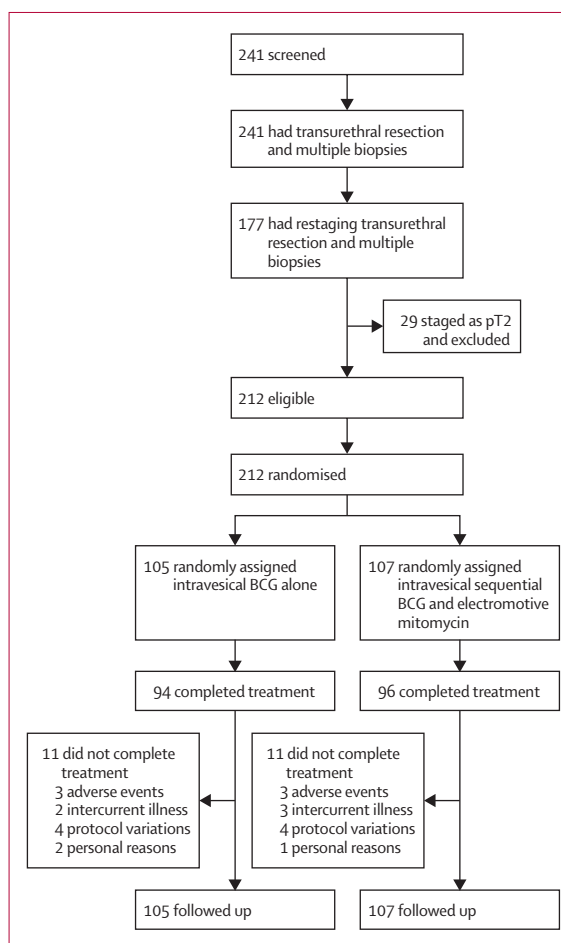 241 screened
241 had transurethral resection
and multiple biopsies
177 had restaging transurethral
resection and multiple
biopsies
29 staged as pT2
and excluded
212 eligible
212 randomised
105 randomly assigned
intravesical BCG alone
107 randomly assigned
intravesical sequential
BCG and electromotive
mitomycin
94 completed treatment
96 completed treatment
11 did not complete
treatment
3 adverse events
2 intercurrent illness
4 protocol variations
2 personal reasons
11 did not complete
treatment
3 adverse events
3 intercurrent illness
4 protocol variations
1 personal reasons
105 followed up
107 followed up